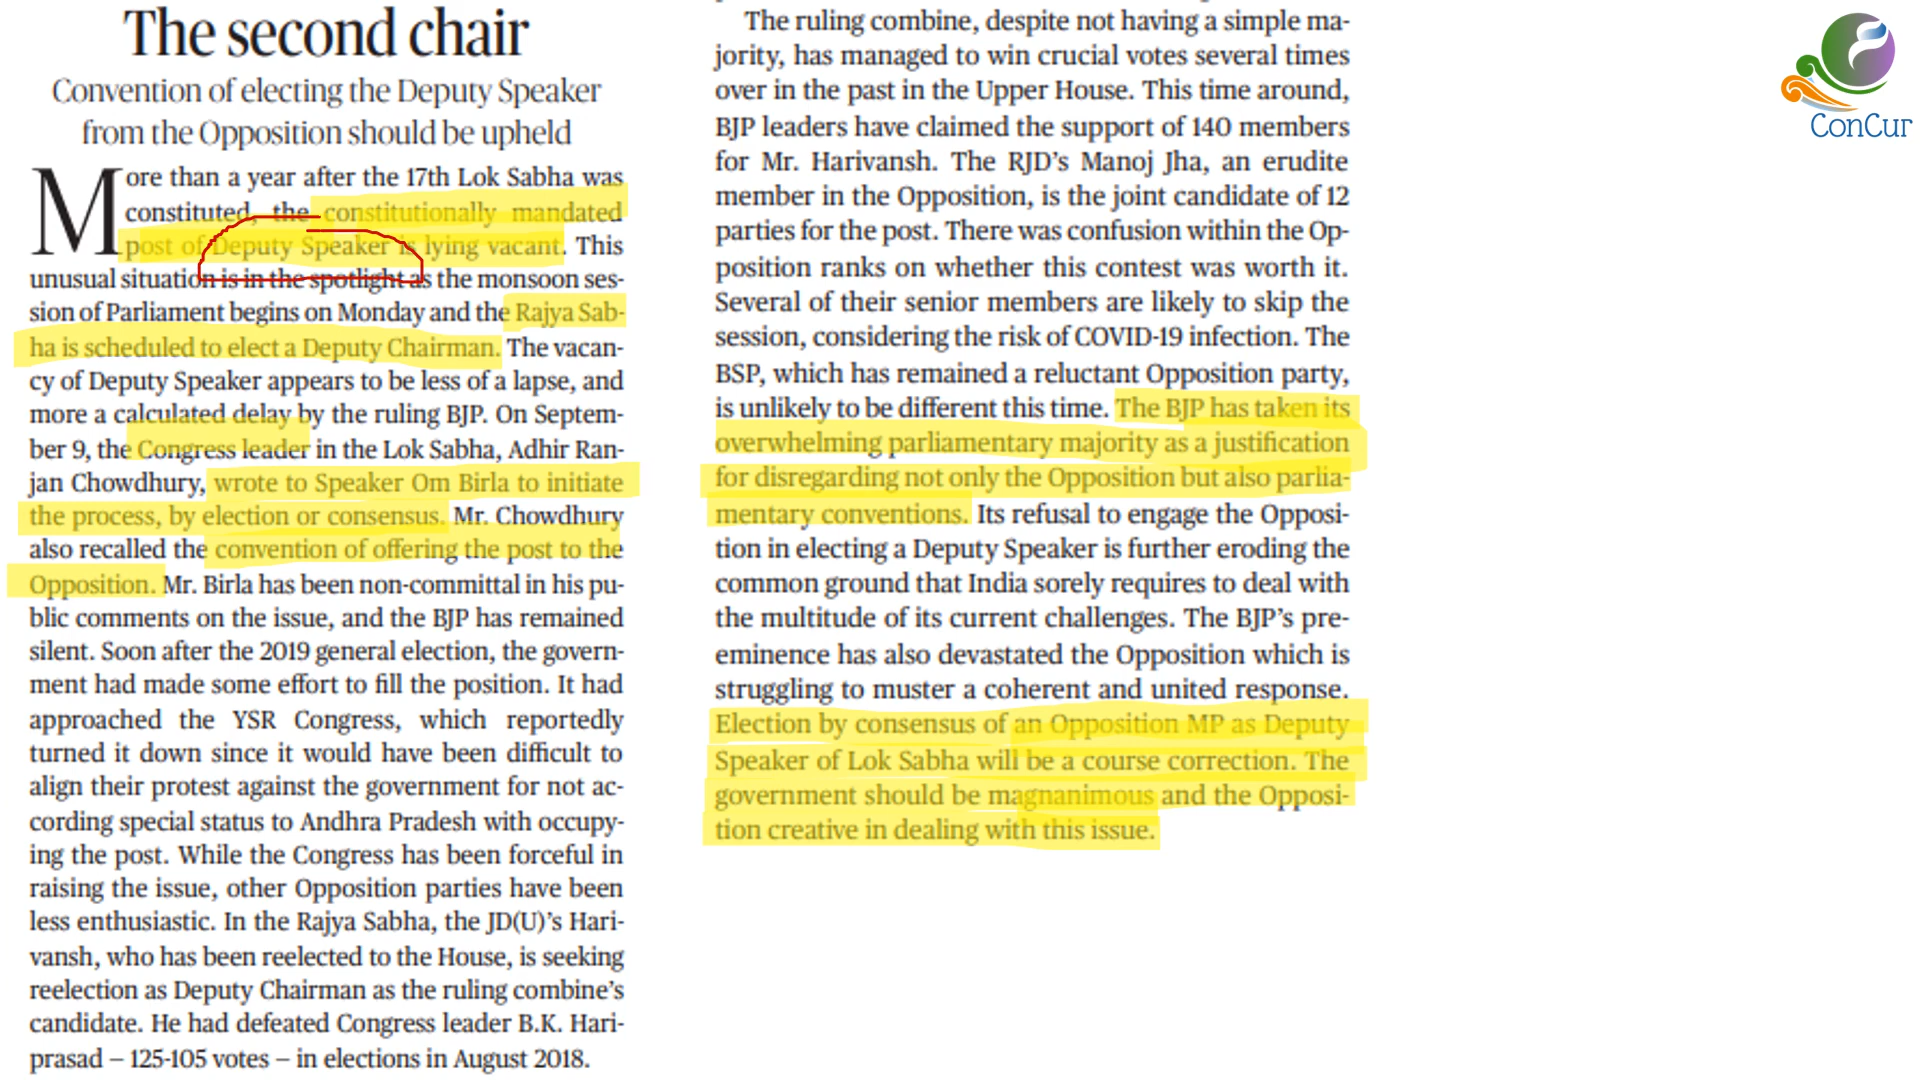 The second chair
Convention of electing the Deputy Speaker
from the Opposition should be upheld
More than a year after the 17th Lok Sabha was
constituted, the constitutionally mandated
post of Deputy Speaker is lying vacant. This
unusual situation is in the spotlight as the monsoon ses-
sion of Parliament begins on Monday and the Rajya Sab-
ha is scheduled to elect a Deputy Chairman. The vacan-
cy of Deputy Speaker appears to be less of a lapse, and
more a calculated delay by the ruling BJP. On Septem-
ber 9, the Congress leader in the Lok Sabha, Adhir Ran-
jan Chowdhury, wrote to Speaker Om Birla to initiate
the process, by election or consensus. Mr. Chowdhury
also recalled the convention of offering the post to the
Opposition. Mr. Birla has been non-committal in his pu-
blic comments on the issue, and the BJP has remained
silent. Soon after the 2019 general election, the govern-
ment had made some effort to fill the position. It had
approached the YSR Congress, which reportedly
turned it down since it would have been difficult to
align their protest against the government for not ac-
cording special status to Andhra Pradesh with occupy-
ing the post. While the Congress has been forceful in
raising the issue, other Opposition parties have been
less enthusiastic. In the Rajya Sabha, the JD(U)’s Hari-
vansh, who has been reelected to the House, is seeking
reelection as Deputy Chairman as the ruling combine’s
candidate. He had defeated Congress leader B.K. Hari-
prasad – 125-105 votes – in elections in August 2018.
The ruling combine, despite not having a simple ma-
jority, has managed to win crucial votes several times
over in the past in the Upper House. This time around,
BJP leaders have claimed the support of 140 members
for Mr. Harivansh. The RJD’s Manoj Jha, an erudite
member in the Opposition, is the joint candidate of 12
parties for the post. There was confusion within the Op-
position ranks on whether this contest was worth it.
Several of their senior members are likely to skip the
session, considering the risk of COVID-19 infection. The
BSP, which has remained a reluctant Opposition party,
is unlikely to be different this time. The BJP has taken its
overwhelming parliamentary majority as a justification
for disregarding not only the Opposition but also parlia-
mentary conventions. Its refusal to engage the Opposi-
tion in electing a Deputy Speaker is further eroding the
common ground that India sorely requires to deal with
the multitude of its current challenges. The BJP’s pre-
eminence has also devastated the Opposition which is
struggling to muster a coherent and united response.
Election by consensus of an Opposition MP as Deputy
Speaker of Lok Sabha will be a course correction. The
government should be magnanimous and the Opposi-
tion creative in dealing with this issue.
ConCur